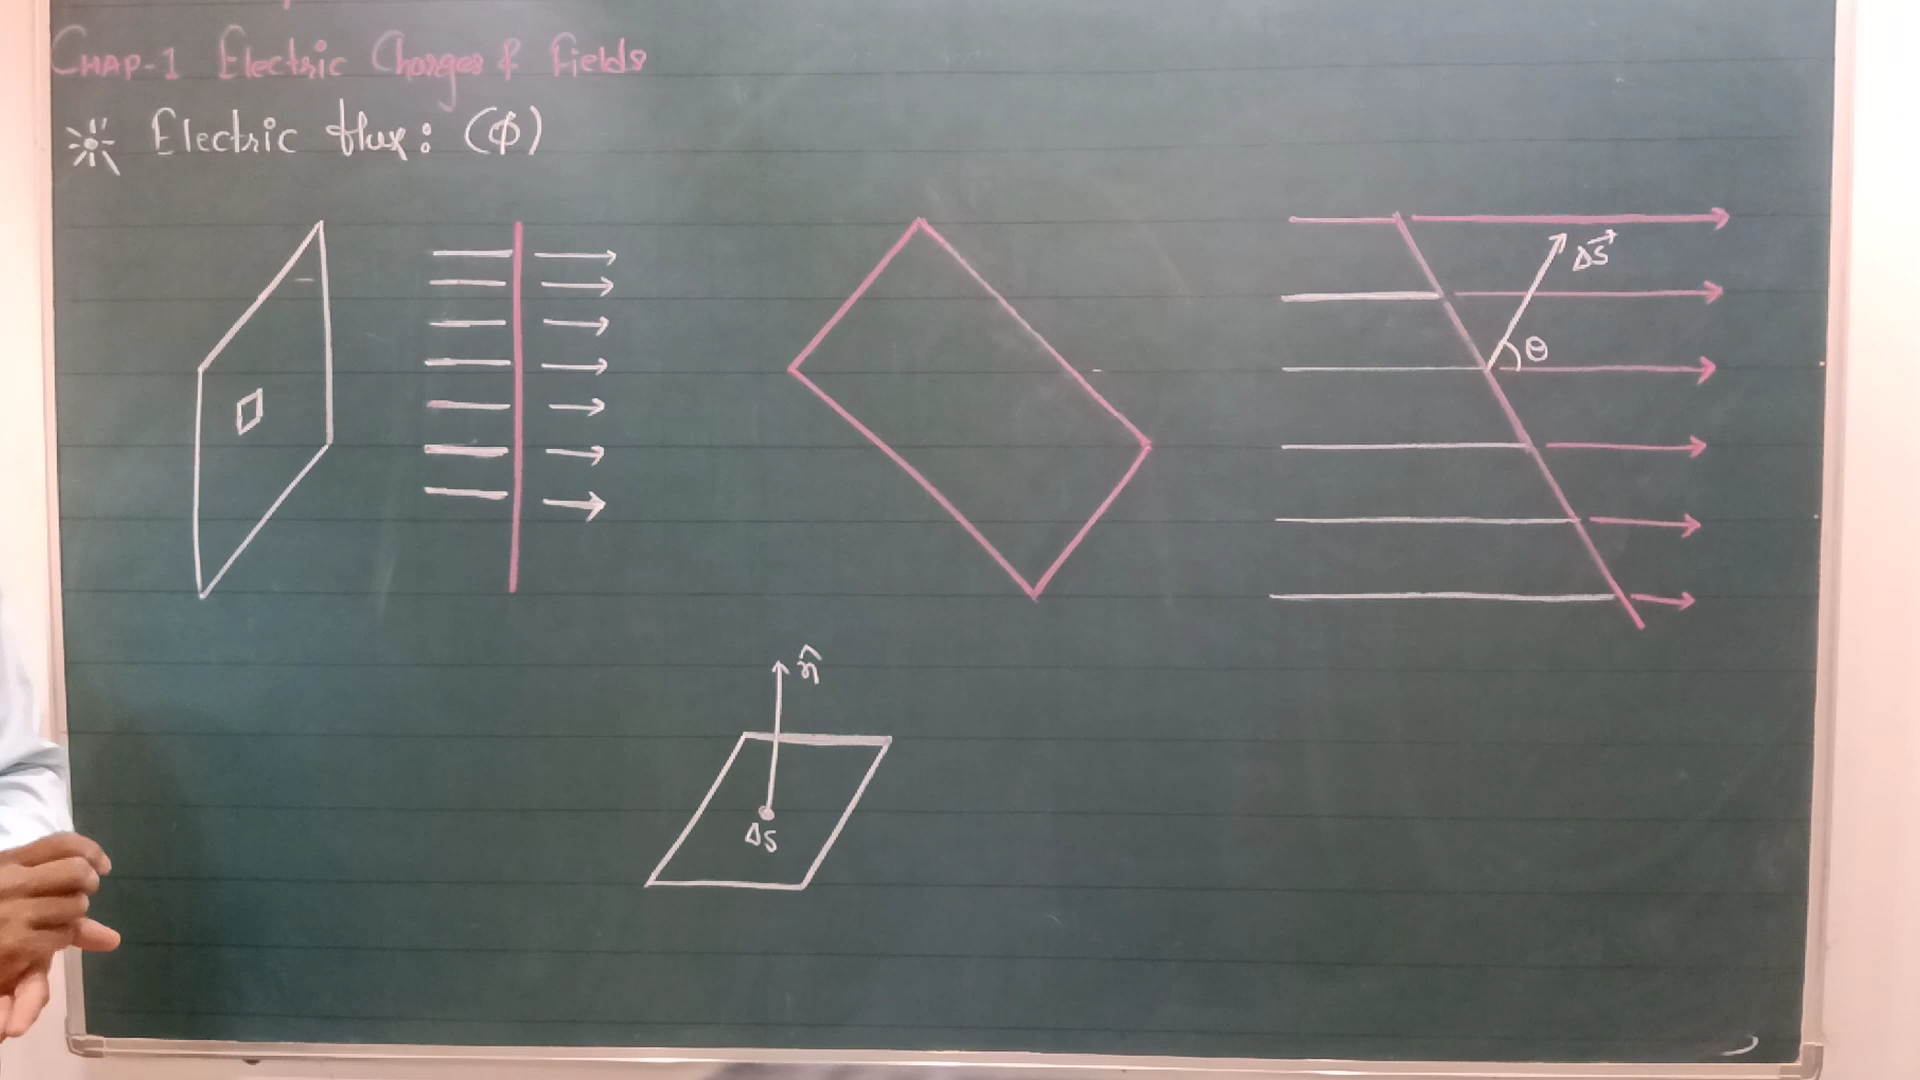 CHAP-1 Electric Charges & Fields
Electric flux: (ϕ)
ΔS⃗
θ
n̂
ΔS